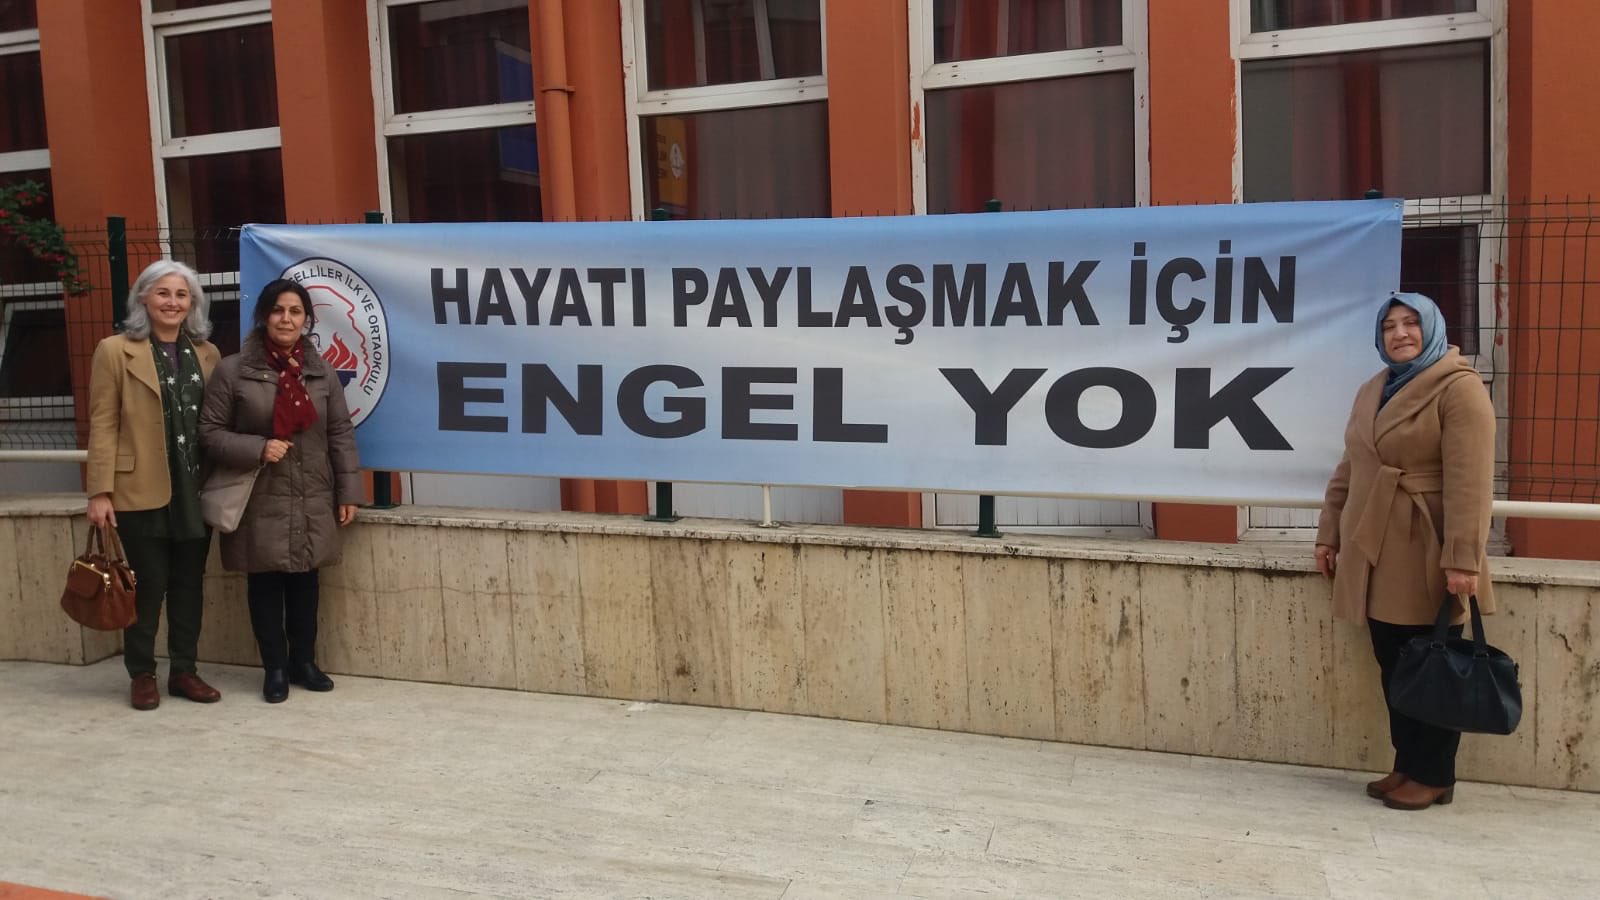 HAYATI PAYLAŞMAK İÇİN
ENGEL YOK
İLK VE ORTAOKULU